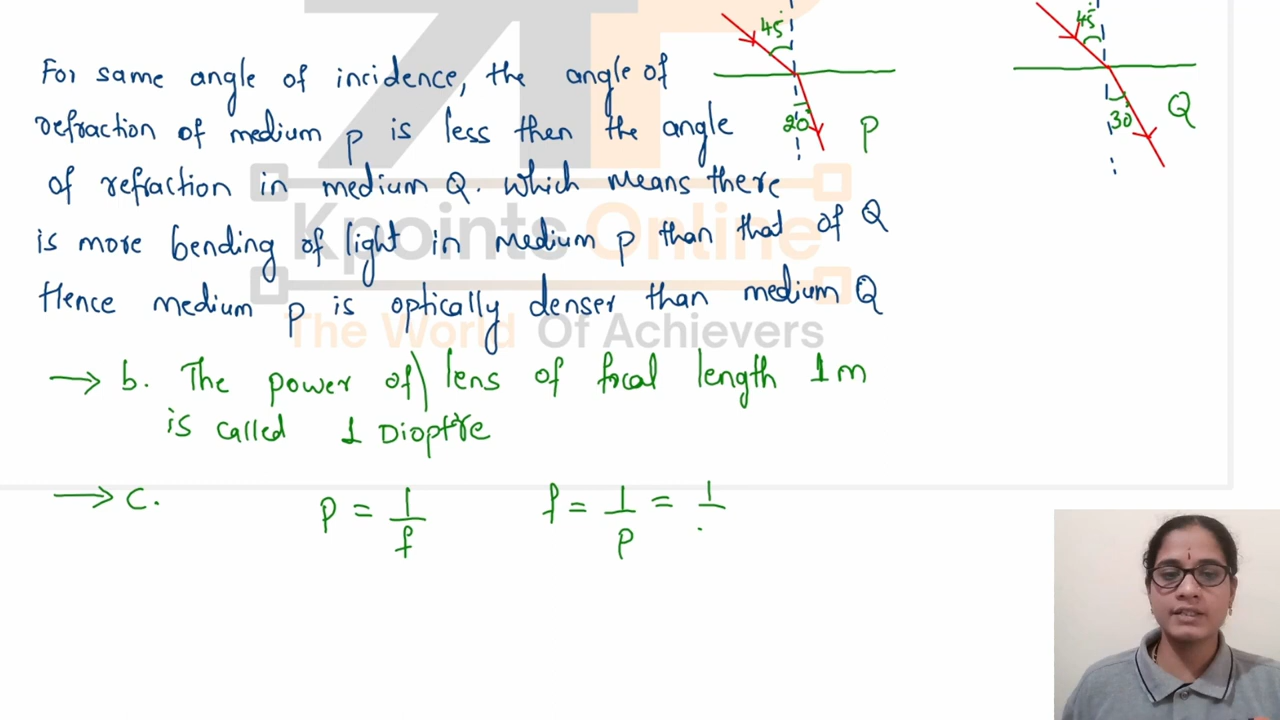 45°
45°
For same angle of incidence, the angle of
refraction of medium p is less then the angle
20°
P
30°
Q
of refraction in medium Q. which means there
is more bending of light in medium p than that of Q
Hence medium p is optically denser than medium Q
Kpoints Online
The World Of Achievers
→ b. The power of lens of focal length 1m
is called 1 Dioptre
→ c. P = 1/f f = 1/P = 1/